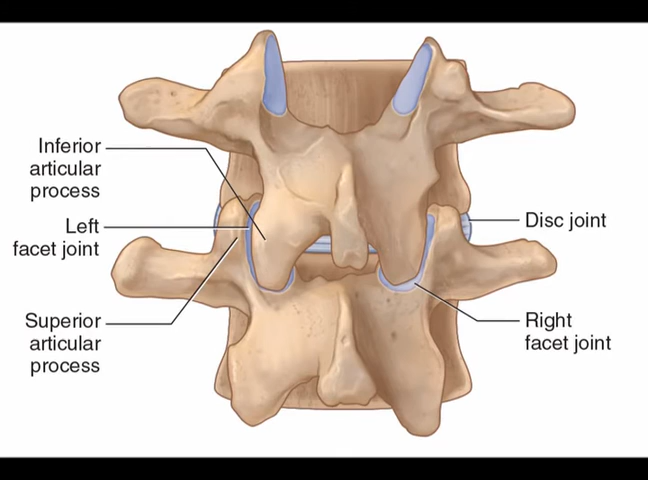 Inferior
articular
process
Left
facet joint
Superior
articular
process
Disc joint
Right
facet joint